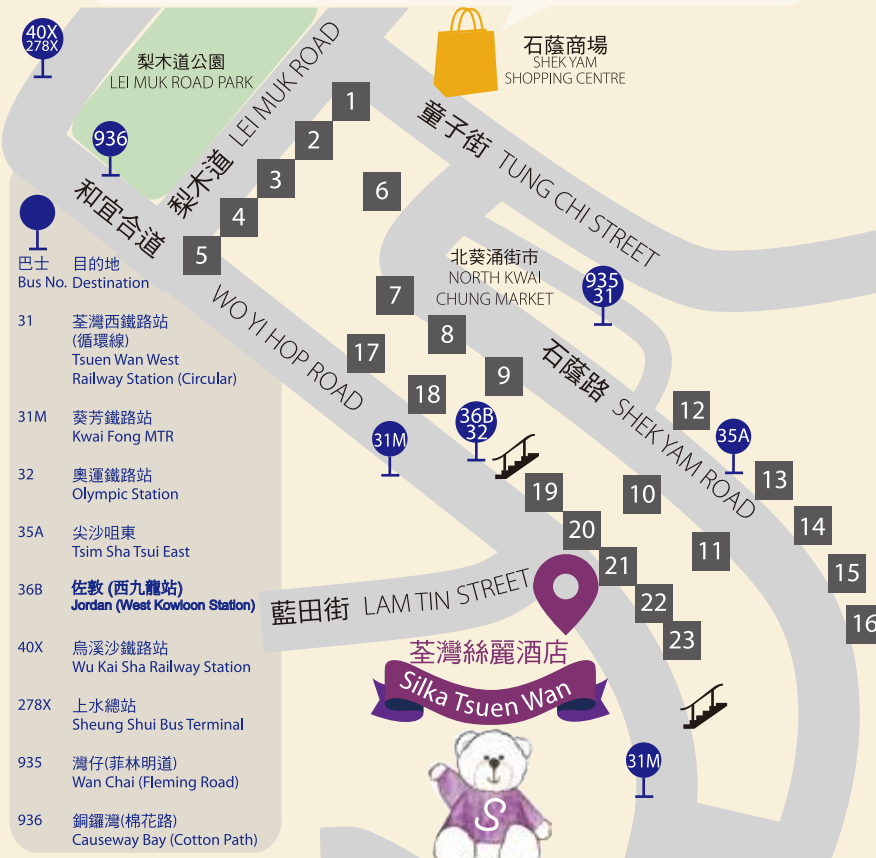 40X
278X
梨木道公園
LEI MUK ROAD PARK
936
梨木道 LEI MUK ROAD
石蔭商場
SHEK YAM
SHOPPING CENTRE
童子街 TUNG CHI STREET
和宜合道
WO YI HOP ROAD
1
2
3
4
5
6
北葵涌街市
NORTH KWAI
CHUNG MARKET
935
31
7
8
9
17
18
石蔭路 SHEK YAM ROAD
12
35A
36B
32
31M
19
10
13
20
14
21
11
15
22
16
23
藍田街 LAM TIN STREET
荃灣絲麗酒店
Silka Tsuen Wan
31M
S
巴士 目的地
Bus No. Destination
31 荃灣西鐵路站
(循環線)
Tsuen Wan West
Railway Station (Circular)
31M 葵芳鐵路站
Kwai Fong MTR
32 奧運鐵路站
Olympic Station
35A 尖沙咀東
Tsim Sha Tsui East
36B 佐敦 (西九龍站)
Jordan (West Kowloon Station)
40X 烏溪沙鐵路站
Wu Kai Sha Railway Station
278X 上水總站
Sheung Shui Bus Terminal
935 灣仔(菲林明道)
Wan Chai (Fleming Road)
936 銅鑼灣(棉花路)
Causeway Bay (Cotton Path)